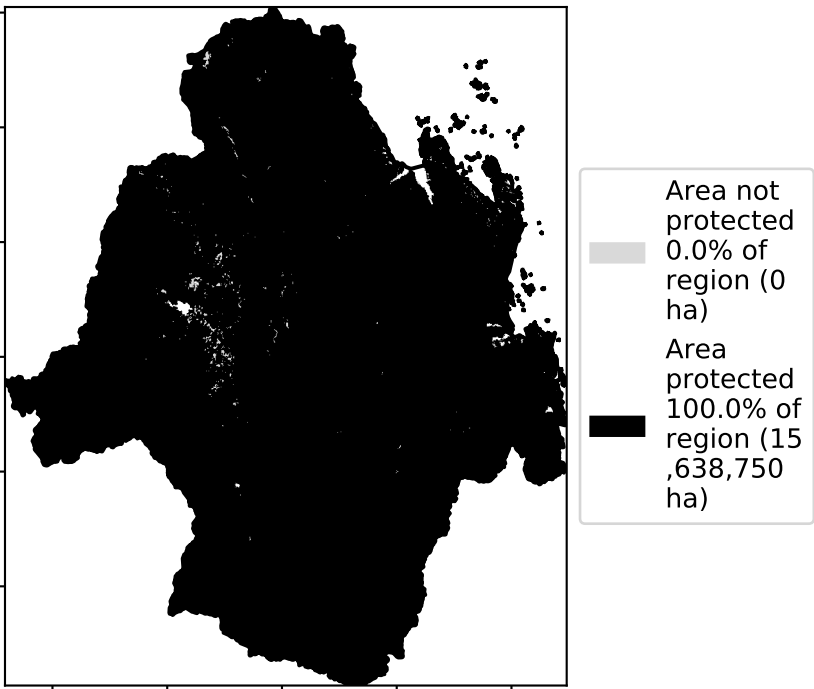 Area not
protected
0.0% of
region (0
ha)
Area
protected
100.0% of
region (15
,638,750
ha)